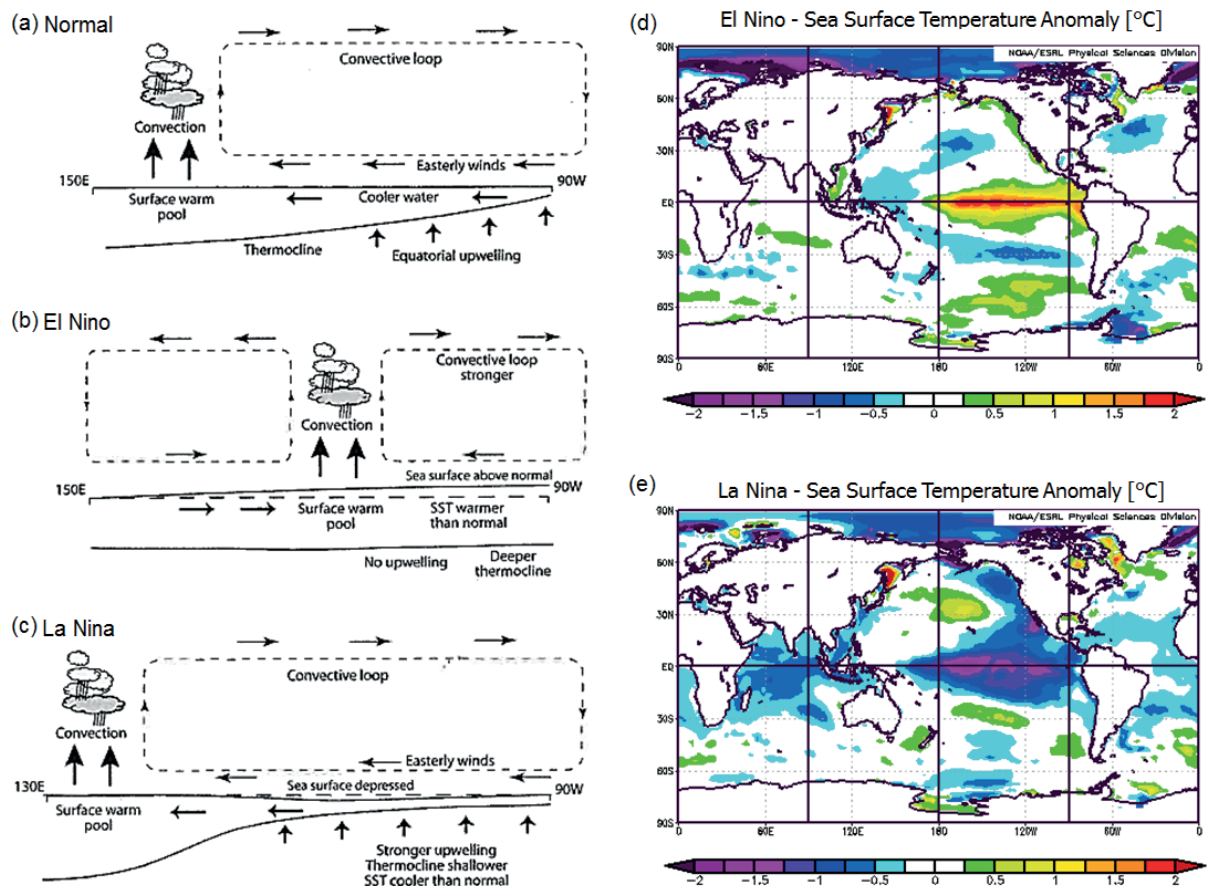 (a) Normal
Convective loop
Convection
Easterly winds
150E
90W
Surface warm
pool
Cooler water
Thermocline
Equatorial upwelling
(b) El Nino
Convective loop
stronger
Convection
Sea surface above normal
150E
90W
Surface warm
pool
SST warmer
than normal
No upwelling
Deeper
thermocline
(c) La Nina
Convective loop
Convection
Easterly winds
130E
Sea surface depressed
90W
Surface warm
pool
Stronger upwelling
Thermocline shallower
SST cooler than normal
(d) El Nino - Sea Surface Temperature Anomaly [°C]
NOAA/ESRL Physical Sciences Division
90N
60N
30N
EQ
30S
60S
90S
0 60E 120E 180 120W 60W 0
-2 -1.5 -1 -0.5 0 0.5 1 1.5 2
(e) La Nina - Sea Surface Temperature Anomaly [°C]
NOAA/ESRL Physical Sciences Division
90N
60N
30N
EQ
30S
60S
90S
0 60E 120E 180 120W 60W 0
-2 -1.5 -1 -0.5 0 0.5 1 1.5 2